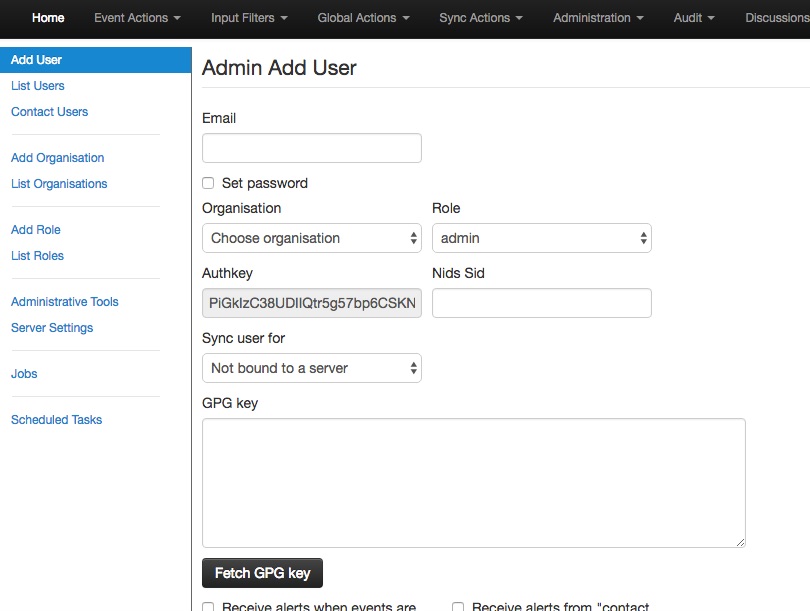 Home Event Actions Input Filters Global Actions Sync Actions Administration Audit Discussions
Add User
List Users
Contact Users
Add Organisation
List Organisations
Add Role
List Roles
Administrative Tools
Server Settings
Jobs
Scheduled Tasks
Admin Add User
Email
Set password
Organisation Role
Choose organisation admin
Authkey Nids Sid
PiGkIzC38UDIlQtr5g57bp6CSKN
Sync user for
Not bound to a server
GPG key
Fetch GPG key
Receive alerts when events are Receive alerts from "contact